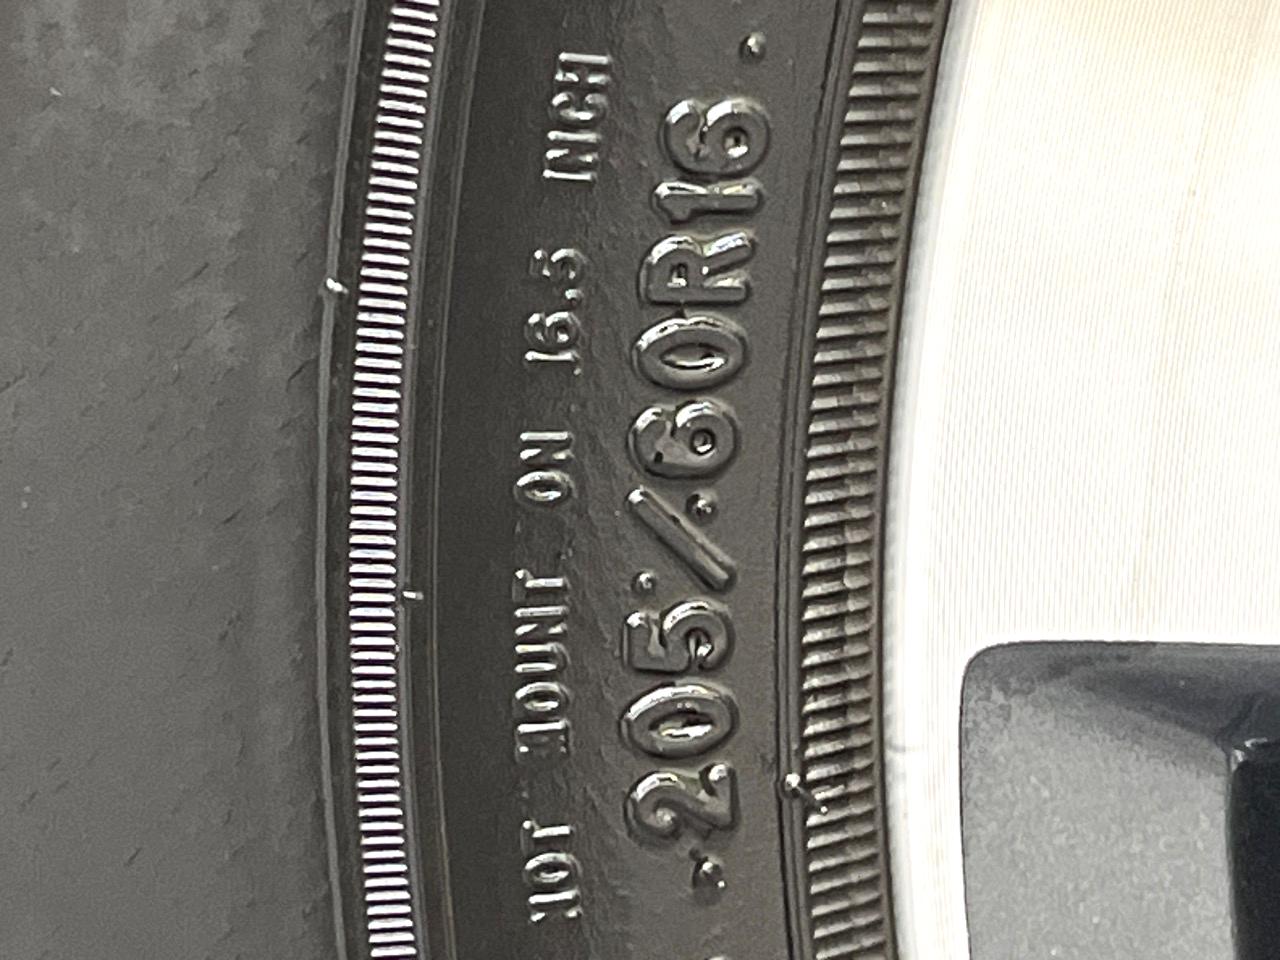 NOT MOUNT ON 16.5 INCH
205/60R16